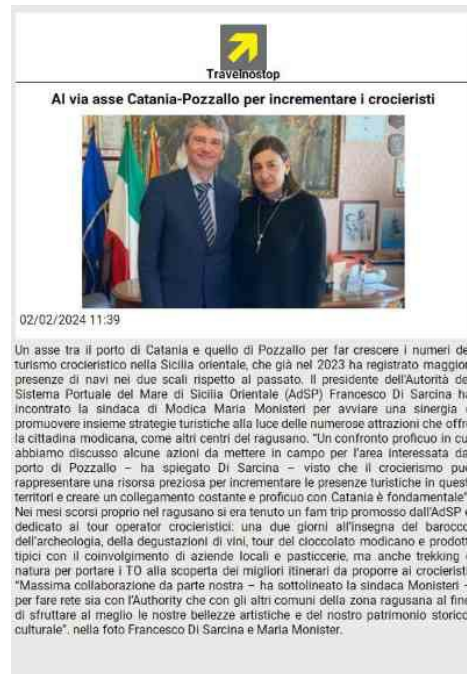 Travelnostop
Al via asse Catania-Pozzallo per incrementare i crocieristi
02/02/2024 11:39
Un asse tra il porto di Catania e quello di Pozzallo per far crescere i numeri de
turismo crocieristico nella Sicilia orientale, che già nel 2023 ha registrato maggior
presenze di navi nei due scali rispetto al passato. Il presidente dell'Autorità de
Sistema Portuale del Mare di Sicilia Orientale (AdSP) Francesco Di Sarcina ha
incontrato la sindaca di Modica Maria Monisteri per avviare una sinergia
promuovere insieme strategie turistiche alla luce delle numerose attrazioni che offre
la cittadina modicana, come altri centri del ragusano. "Un confronto proficuo in cu
abbiamo discusso alcune azioni da mettere in campo per l'area interessata da
porto di Pozzallo – ha spiegato Di Sarcina – visto che il crocierismo può
rappresentare una risorsa preziosa per incrementare le presenze turistiche in quest
territori e creare un collegamento costante e proficuo con Catania è fondamentale"
Nei mesi scorsi proprio nel ragusano si era tenuto un fam trip promosso dall'AdSP e
dedicato ai tour operator crocieristici: una due giorni all'insegna del barocco
dell'archeologia, della degustazioni di vini, tour del cioccolato modicano e prodott
tipici con il coinvolgimento di aziende locali e pasticcerie, ma anche trekking
natura per portare i TO alla scoperta dei migliori itinerari da proporre ai crocieristi
"Massima collaborazione da parte nostra – ha sottolineato la sindaca Monisteri –
per fare rete sia con l'Authority che con gli altri comuni della zona ragusana al fine
di sfruttare al meglio le nostre bellezze artistiche e del nostro patrimonio storico
culturale". nella foto Francesco Di Sarcina e Maria Monister.